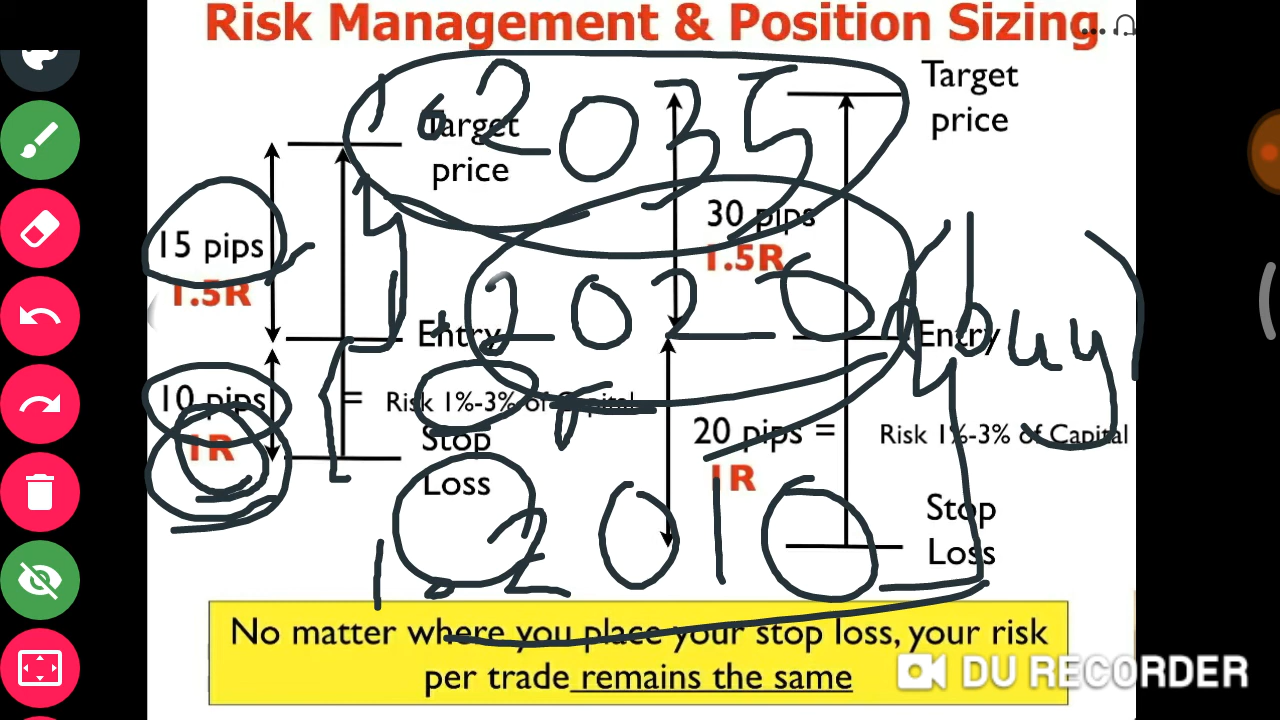 Risk Management & Position Sizing
Target
price
1.2035
Target
price
15 pips
1.5R
30 pips
1.5R
1.2020
(buy)
Entry
Entry
10 pips
1R
= Risk 1%-3% of Capital
20 pips =
1R
Risk 1%-3% of Capital
Stop
Loss
Stop
Loss
1.2010
No matter where you place your stop loss, your risk
per trade remains the same
DU RECORDER